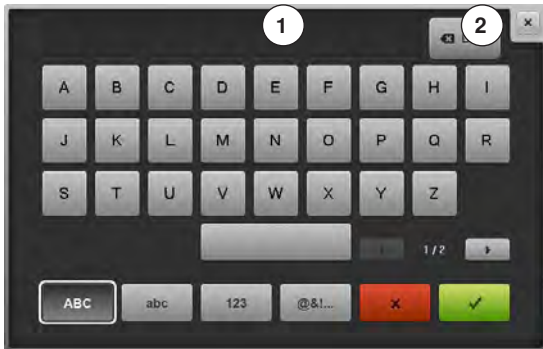 1 2 ×
A B C D E F G H I
J K L M N O P Q R
S T U V W X Y Z
1/2
ABC abc 123 @&!...